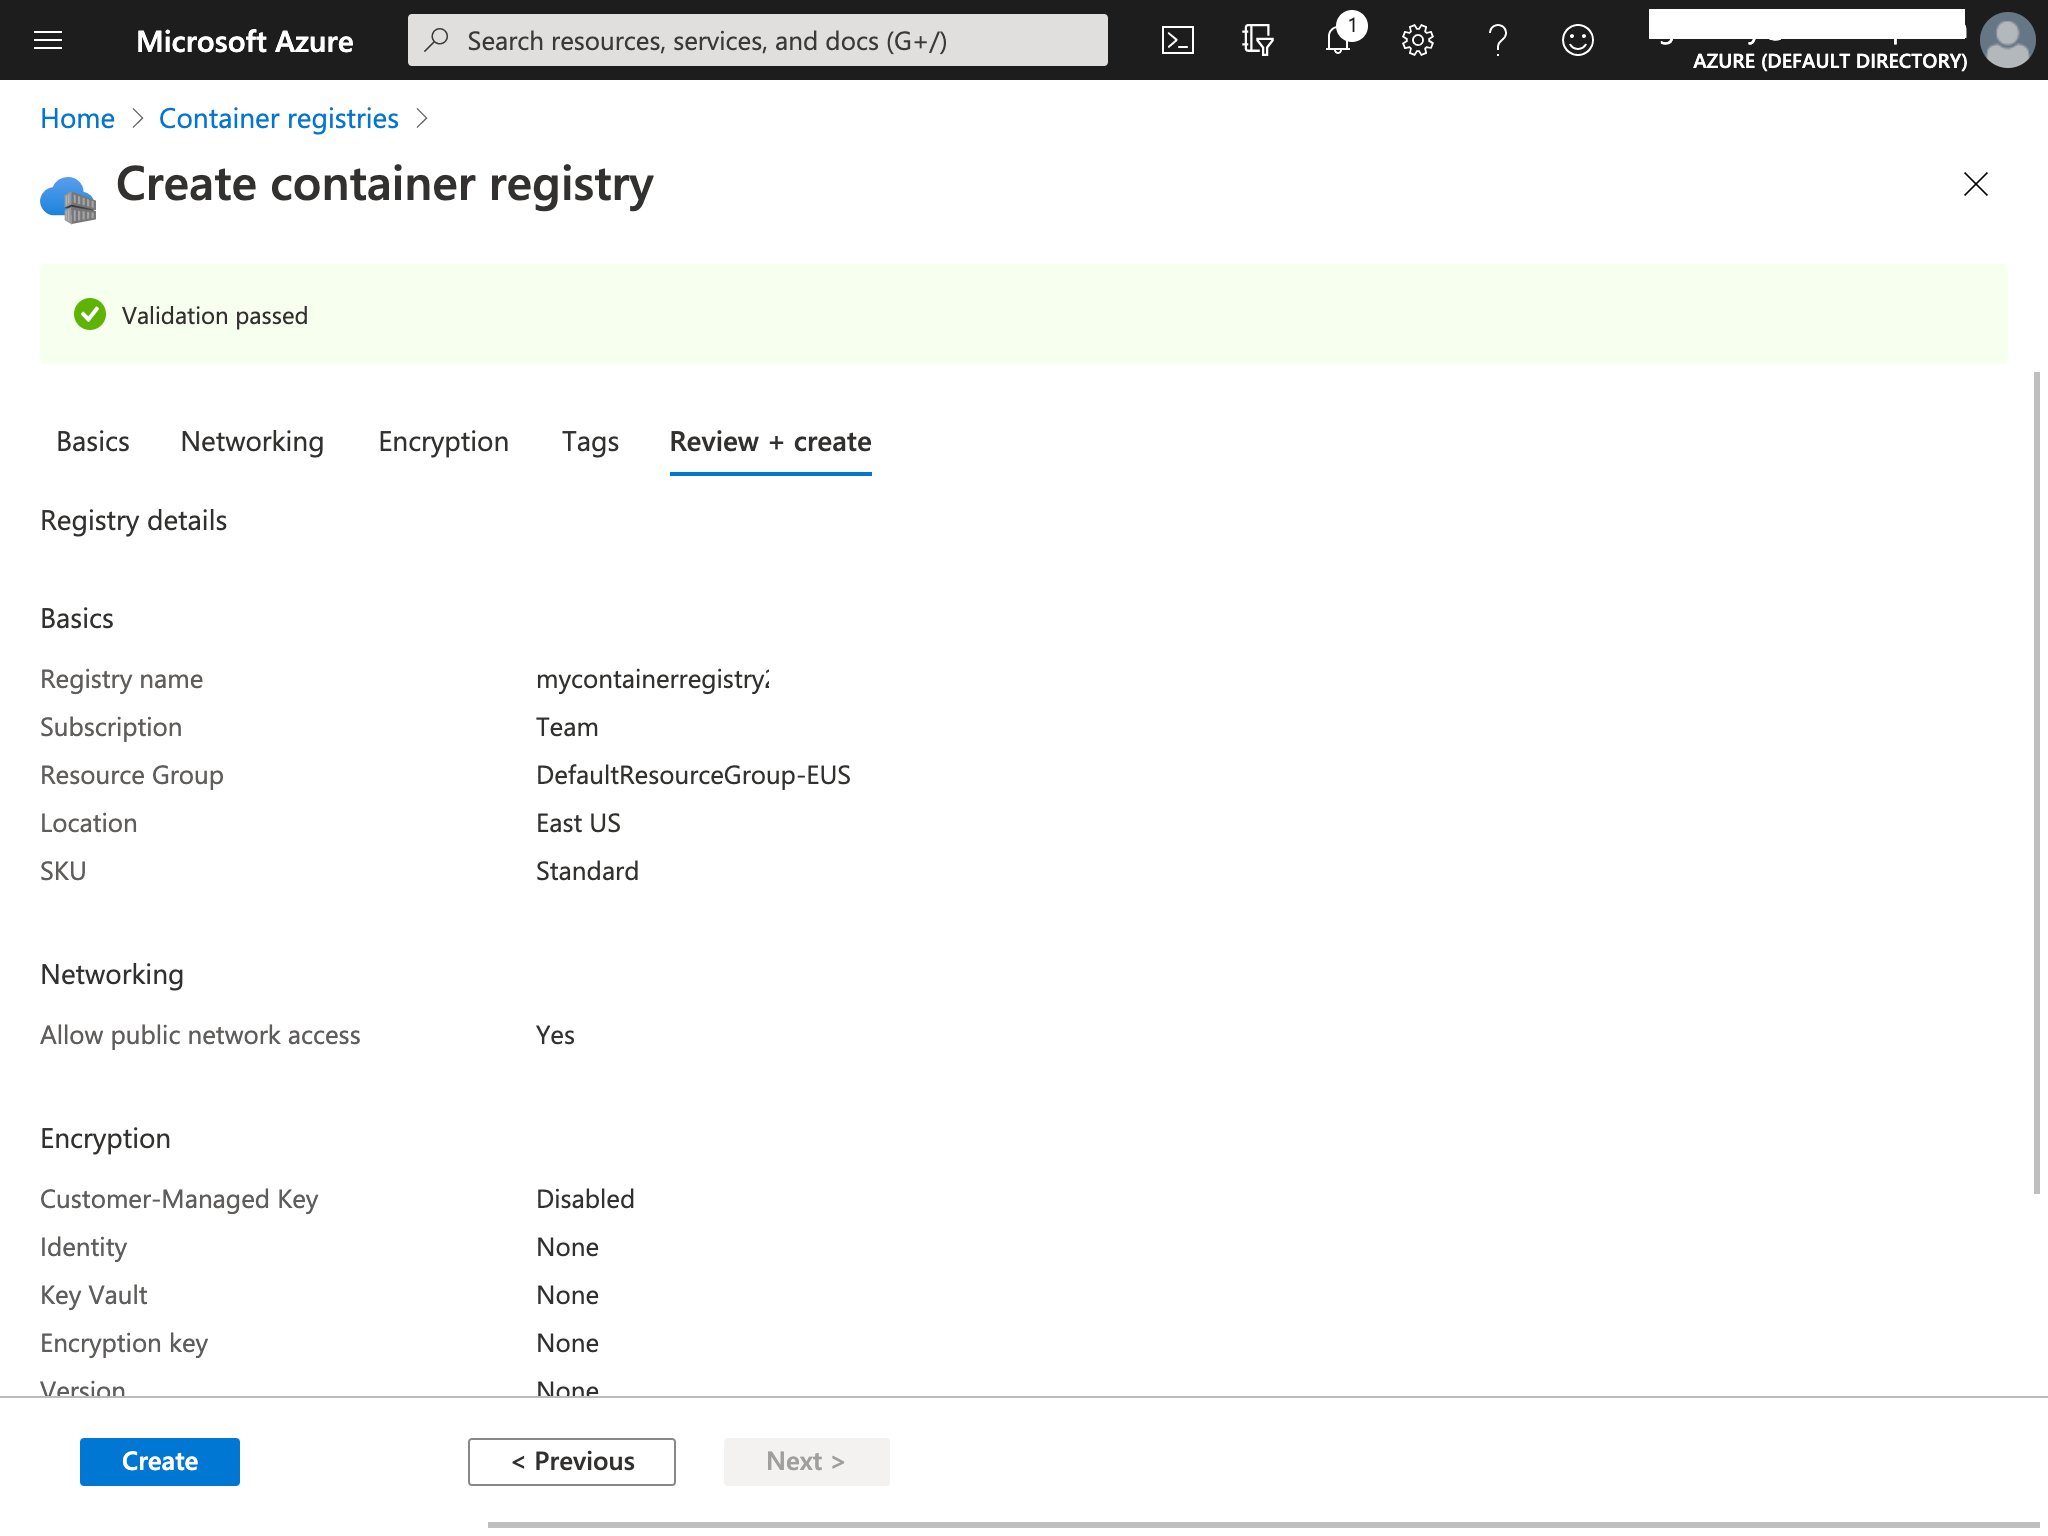 Microsoft Azure
Search resources, services, and docs (G+/)
1
AZURE (DEFAULT DIRECTORY)
Home > Container registries >
Create container registry
Validation passed
Basics Networking Encryption Tags Review + create
Registry details
Basics
Registry name mycontainerregistry
Subscription Team
Resource Group DefaultResourceGroup-EUS
Location East US
SKU Standard
Networking
Allow public network access Yes
Encryption
Customer-Managed Key Disabled
Identity None
Key Vault None
Encryption key None
Version None
Create < Previous Next >